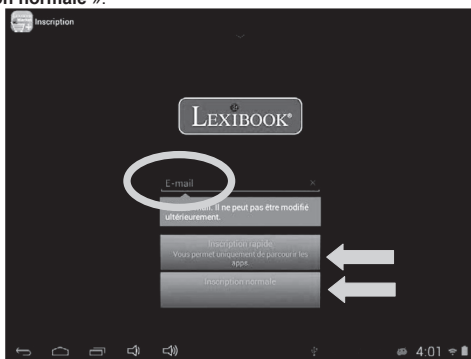 on normale ».
Inscription
LEXIBOOK®
E-mail
Il ne peut pas être modifié
ultérieurement.
Inscription rapide
Vous permet uniquement de parcourir les
apps.
Inscription normale
4:01